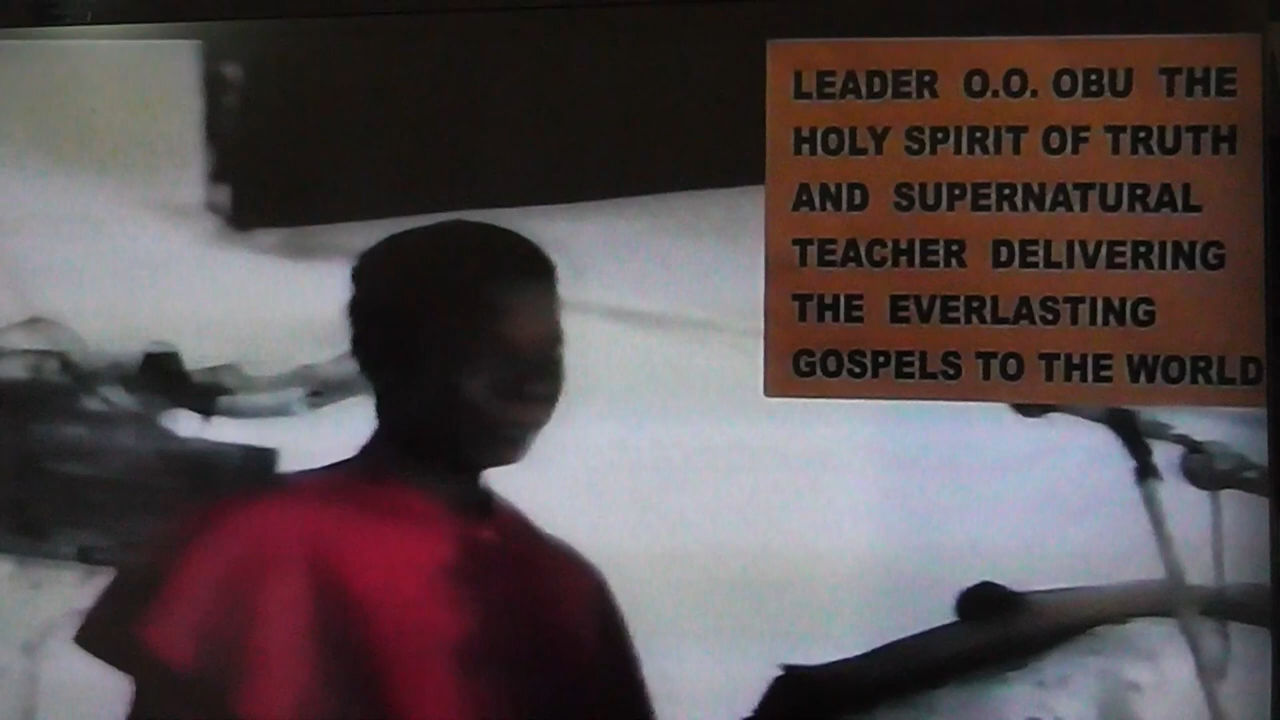 LEADER O.O. OBU THE
HOLY SPIRIT OF TRUTH
AND SUPERNATURAL
TEACHER DELIVERING
THE EVERLASTING
GOSPELS TO THE WORLD